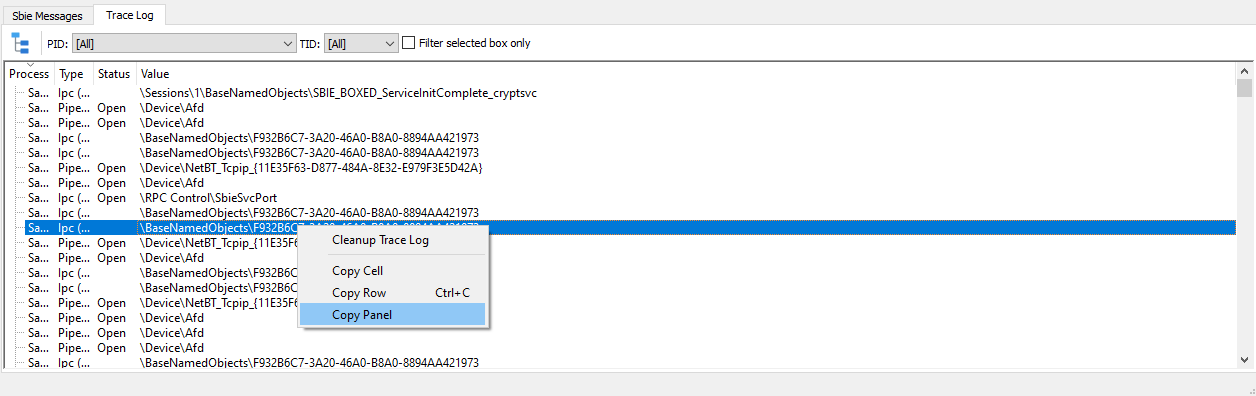 Sbie Messages Trace Log
PID: [All] TID: [All] Filter selected box only
Process Type Status Value
Sa... Ipc (... \Sessions\1\BaseNamedObjects\SBIE_BOXED_ServiceInitComplete_cryptsvc
Sa... Pipe... Open \Device\Afd
Sa... Pipe... Open \Device\Afd
Sa... Ipc (... \BaseNamedObjects\F932B6C7-3A20-46A0-B8A0-8894AA421973
Sa... Ipc (... \BaseNamedObjects\F932B6C7-3A20-46A0-B8A0-8894AA421973
Sa... Pipe... Open \Device\NetBT_Tcpip_{11E35F63-D877-484A-8E32-E979F3E5D42A}
Sa... Pipe... Open \Device\Afd
Sa... Ipc (... Open \RPC Control\SbieSvcPort
Sa... Ipc (... \BaseNamedObjects\F932B6C7-3A20-46A0-B8A0-8894AA421973
Sa... Ipc (... \BaseNamedObjects\F932B6C7-3A20-46A0-B8A0-8894AA421973
Sa... Pipe... Open \Device\NetBT_Tcpip_{11E35F6
Cleanup Trace Log
Sa... Pipe... Open \Device\Afd
Sa... Ipc (... \BaseNamedObjects\F932B6C
Copy Cell
Sa... Ipc (... \BaseNamedObjects\F932B6C
Copy Row Ctrl+C
Sa... Pipe... Open \Device\NetBT_Tcpip_{11E35F6
Sa... Pipe... Open \Device\Afd
Copy Panel
Sa... Pipe... Open \Device\Afd
Sa... Pipe... Open \Device\Afd
Sa... Ipc (... \BaseNamedObjects\F932B6C7-3A20-46A0-B8A0-8894AA421973